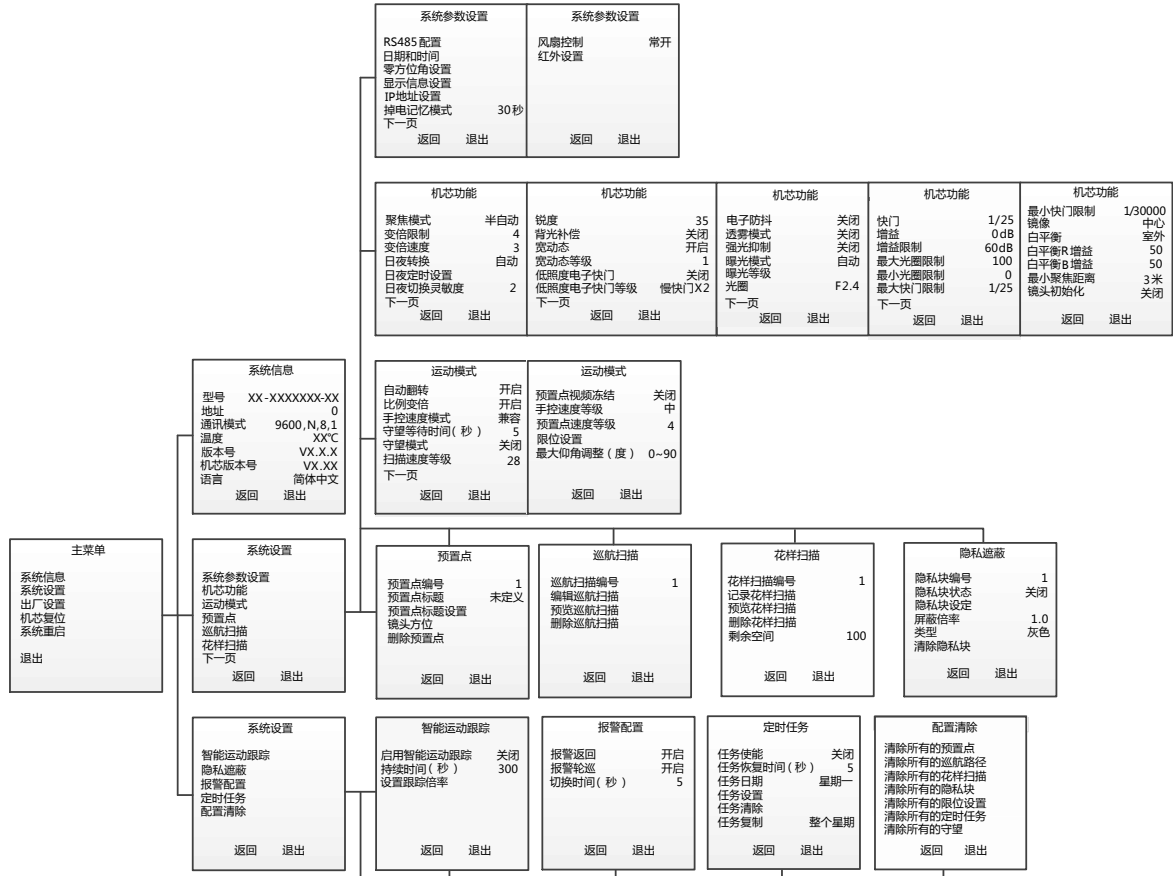 系统参数设置
RS485 配置
日期和时间
零方位角设置
显示信息设置
IP地址设置
掉电记忆模式 30 秒
下一页
返回 退出
系统参数设置
风扇控制 常开
红外设置
返回 退出
机芯功能
聚焦模式 半自动
变倍限制 4
变倍速度 3
日夜转换 自动
日夜定时设置
日夜切换灵敏度 2
下一页
返回 退出
机芯功能
锐度 35
背光补偿 关闭
宽动态 开启
宽动态等级 1
低照度电子快门 关闭
低照度电子快门等级 慢快门X2
下一页
返回 退出
机芯功能
电子防抖 关闭
透雾模式 关闭
强光抑制 关闭
曝光模式 自动
曝光等级
光圈 F2.4
下一页
返回 退出
机芯功能
快门 1/25
增益 0dB
增益限制 60dB
最大光圈限制 100
最小光圈限制 0
最大快门限制 1/25
下一页
返回 退出
机芯功能
最小快门限制 1/30000
镜像 中心
白平衡 室外
白平衡R增益 50
白平衡B增益 50
最小聚焦距离 3米
镜头初始化 关闭
返回 退出
系统信息
型号 XX-XXXXXXX-XX
地址 0
通讯模式 9600,N,8,1
温度 XX℃
版本号 VX.X.X
机芯版本号 VX.XX
语言 简体中文
返回 退出
运动模式
自动翻转 开启
比例变倍 开启
手控速度模式 兼容
守望等待时间(秒) 5
守望模式 关闭
扫描速度等级 28
下一页
返回 退出
运动模式
预置点视频冻结 关闭
手控速度等级 中
预置点速度等级 4
限位设置
最大仰角调整(度) 0~90
返回 退出
主菜单
系统信息
系统设置
出厂设置
机芯复位
系统重启
退出
系统设置
系统参数设置
机芯功能
运动模式
预置点
巡航扫描
花样扫描
下一页
返回 退出
预置点
预置点编号 1
预置点标题 未定义
预置点标题设置
镜头方位
删除预置点
返回 退出
巡航扫描
巡航扫描编号 1
编辑巡航扫描
预览巡航扫描
删除巡航扫描
返回 退出
花样扫描
花样扫描编号 1
记录花样扫描
预览花样扫描
删除花样扫描
剩余空间 100
返回 退出
隐私遮蔽
隐私块编号 1
隐私块状态 关闭
隐私块设定
屏蔽倍率 1.0
类型 灰色
清除隐私块
返回 退出
系统设置
智能运动跟踪
隐私遮蔽
报警配置
定时任务
配置清除
返回 退出
智能运动跟踪
启用智能运动跟踪 关闭
持续时间(秒) 300
设置跟踪倍率
返回 退出
报警配置
报警返回 开启
报警轮巡 开启
切换时间(秒) 5
返回 退出
定时任务
任务使能 关闭
任务恢复时间(秒) 5
任务日期 星期一
任务设置
任务清除
任务复制 整个星期
返回 退出
配置清除
清除所有的预置点
清除所有的巡航路径
清除所有的花样扫描
清除所有的隐私块
清除所有的限位设置
清除所有的定时任务
清除所有的守望
返回 退出